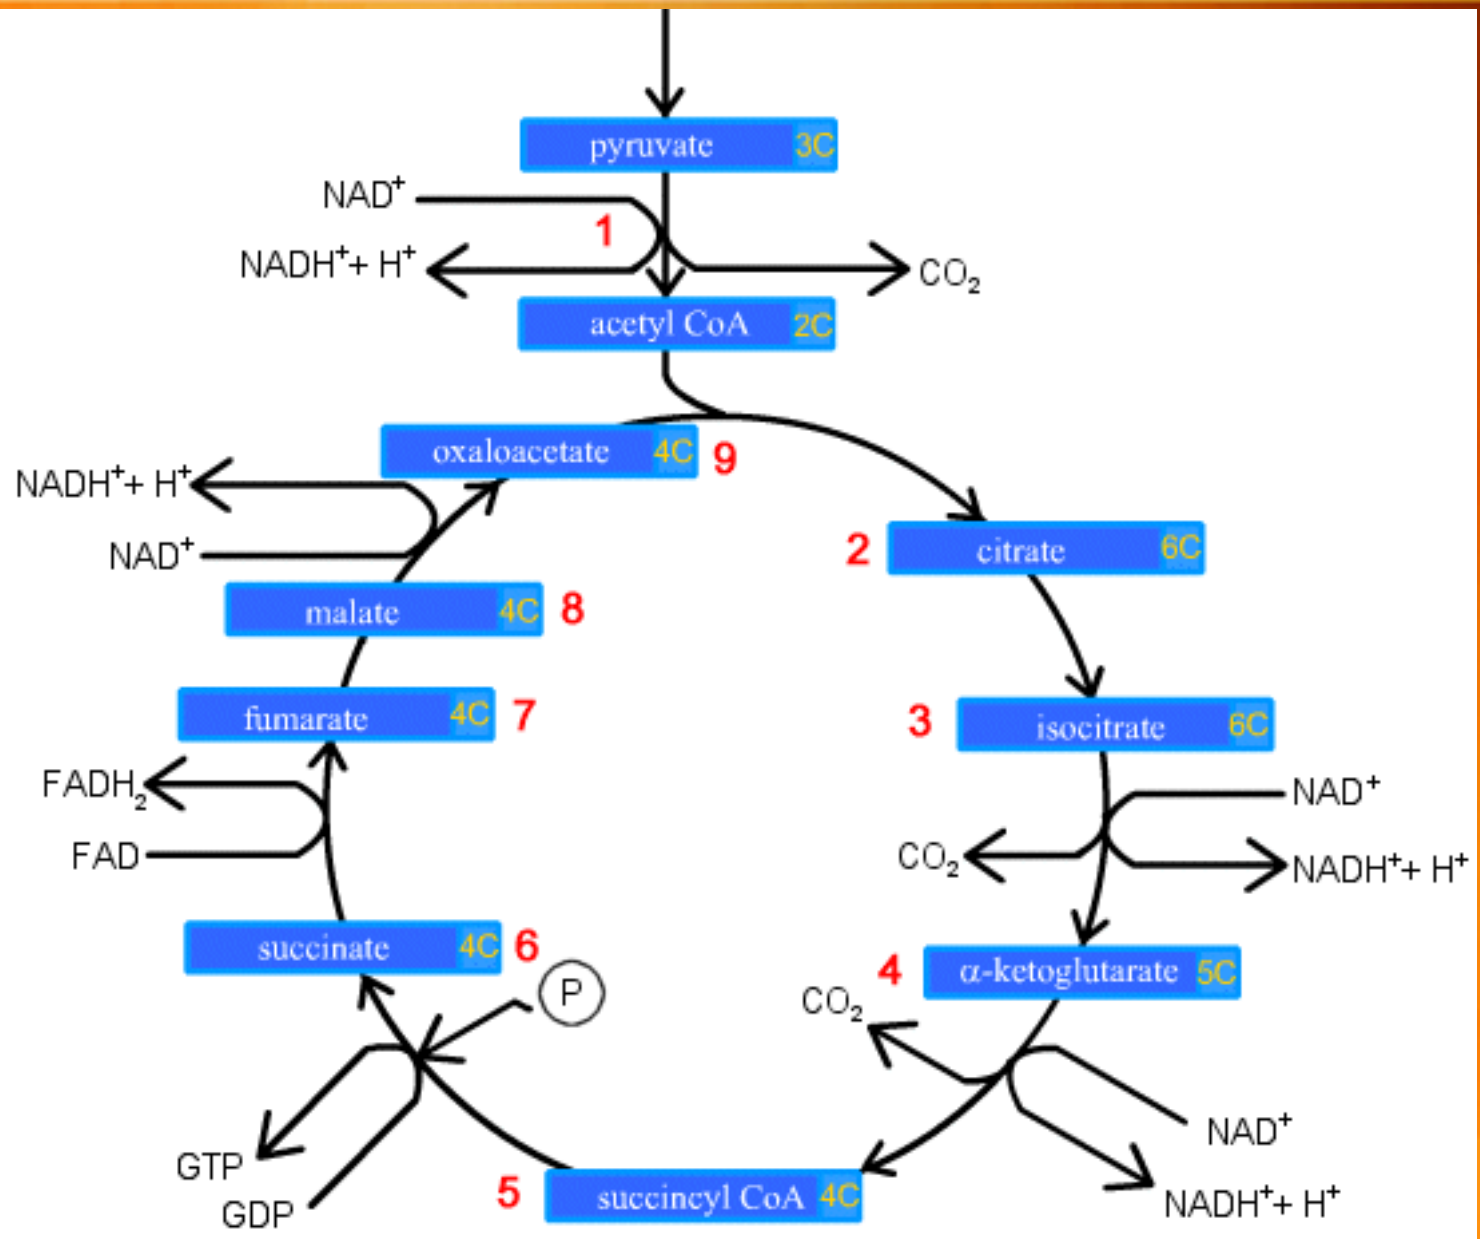 pyruvate 3C
NAD⁺
1
NADH⁺+ H⁺
CO₂
acetyl CoA 2C
oxaloacetate 4C
9
NADH⁺+ H⁺
NAD⁺
2
citrate 6C
malate 4C
8
fumarate 4C
7
3
isocitrate 6C
FADH₂
FAD
NAD⁺
CO₂
NADH⁺+ H⁺
succinate 4C
6
P
4
α-ketoglutarate 5C
CO₂
NAD⁺
NADH⁺+ H⁺
GTP
GDP
5
succincyl CoA 4C